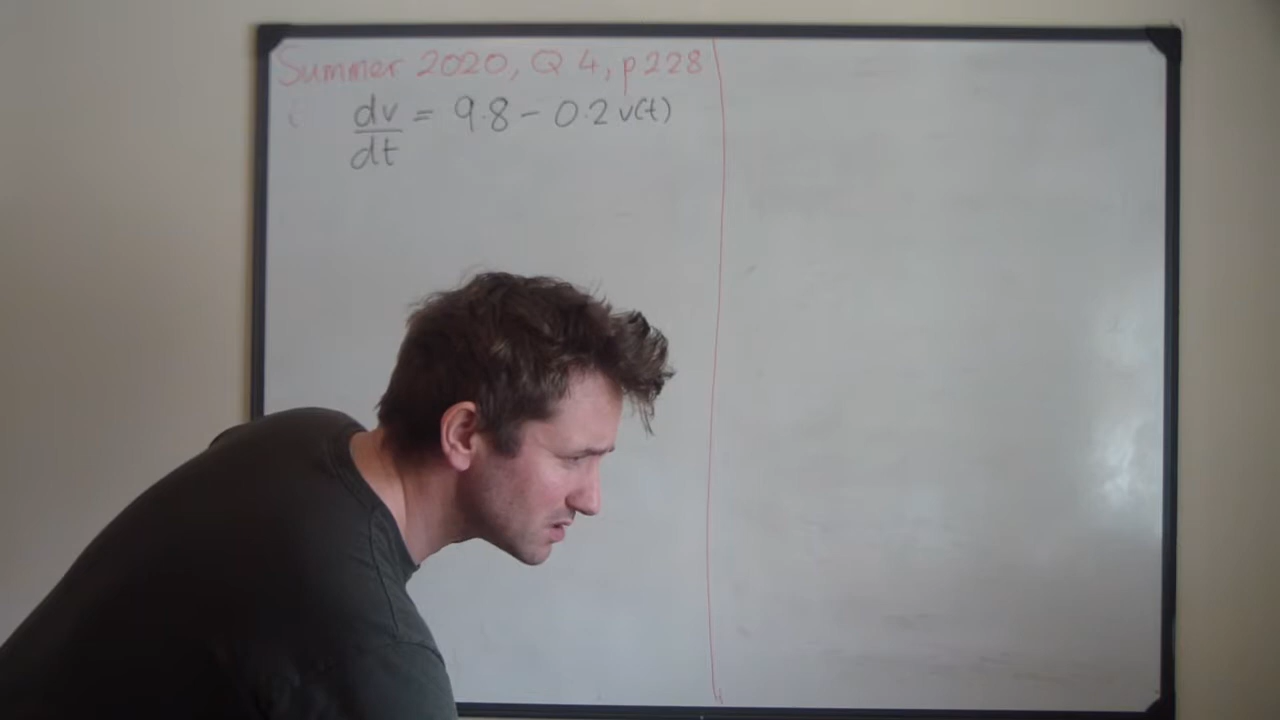 Summer 2020, Q 4, p228
dv/dt = 9.8 - 0.2 v(t)